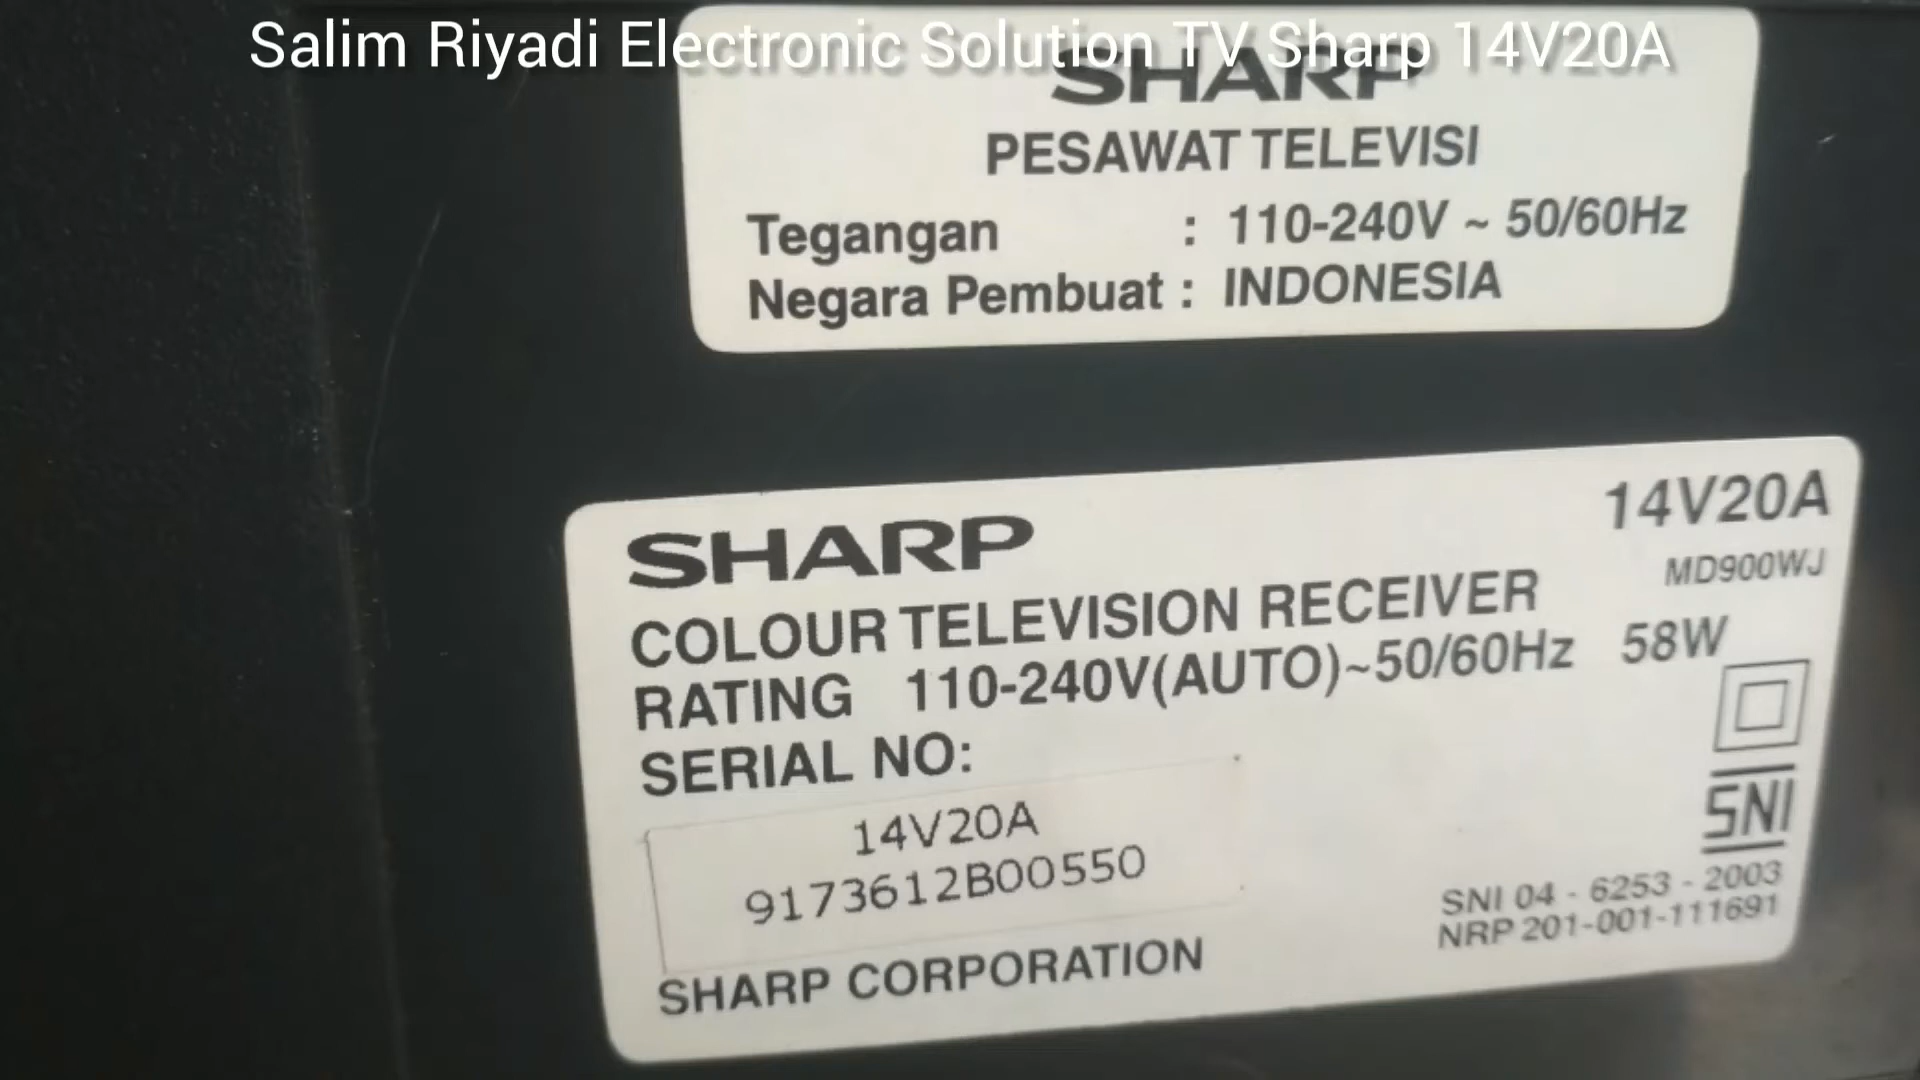 Salim Riyadi Electronic Solution TV Sharp 14V20A
SHARP
PESAWAT TELEVISI
Tegangan : 110-240V ~ 50/60Hz
Negara Pembuat : INDONESIA
14V20A
SHARP
MD900WJ
COLOUR TELEVISION RECEIVER
RATING 110-240V(AUTO)~50/60Hz 58W
SERIAL NO:
SNI
14V20A
9173612B00550
SNI 04 - 6253 - 2003
NRP 201-001-111691
SHARP CORPORATION